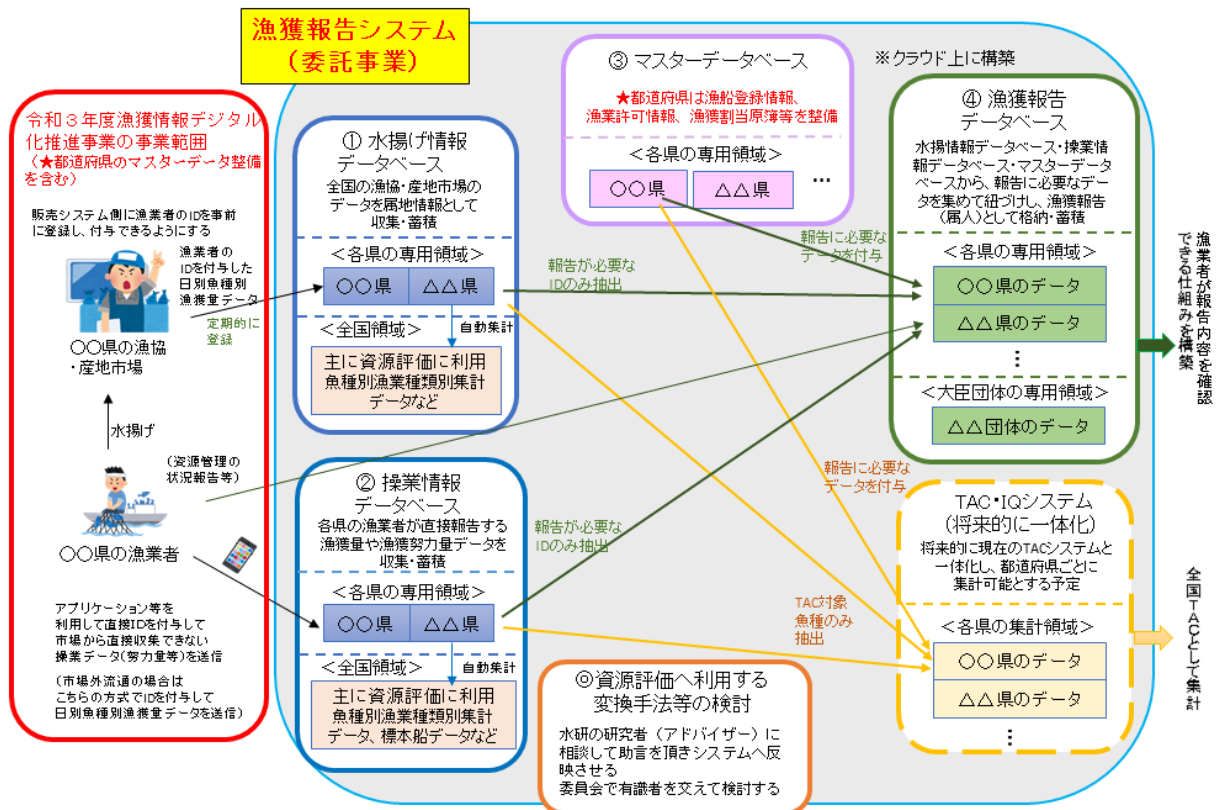 漁獲報告システム
(委託事業)
令和3年度漁獲情報デジタル
化推進事業の事業範囲
(★都道府県のマスターデータ整備
を含む)
販売システム側に漁業者のIDを事前
に登録し、付与できるようにする
漁業者の
IDを付与した
日別魚種別
漁獲量データ
定期的に
登録
〇〇県の漁協
・産地市場
水揚げ
(資源管理の
状況報告等)
〇〇県の漁業者
アプリケーション等を
利用して直接IDを付与して
市場から直接収集できない
操業データ(努力量等)を送信
(市場外流通の場合は
こちらの方式でIDを付与して
日別魚種別漁獲量データを送信)
① 水揚げ情報
データベース
全国の漁協・産地市場の
データを属地情報として
収集・蓄積
<各県の専用領域>
〇〇県
△△県
<全国領域>
自動集計
主に資源評価に利用
魚種別漁業種類別集計
データなど
② 操業情報
データベース
各県の漁業者が直接報告する
漁獲量や漁獲努力量データを
収集・蓄積
<各県の専用領域>
〇〇県
△△県
<全国領域>
自動集計
主に資源評価に利用
魚種別漁業種類別集計
データ、標本船データなど
③ マスターデータベース
★都道府県は漁船登録情報、
漁業許可情報、漁獲割当原簿等を整備
<各県の専用領域>
〇〇県
△△県
…
報告に必要な
データを付与
報告が必要な
IDのみ抽出
報告に必要な
データを付与
報告が必要な
IDのみ抽出
TAC対象
魚種のみ
抽出
◎資源評価へ利用する
変換手法等の検討
水研の研究者(アドバイザー)に
相談して助言を頂きシステムへ反
映させる
委員会で有識者を交えて検討する
※クラウド上に構築
④ 漁獲報告
データベース
水揚情報データベース・操業情
報データベース・マスターデータ
ベースから、報告に必要なデー
タを集めて紐づけし、漁獲報告
(属人)として格納・蓄積
<各県の専用領域>
〇〇県のデータ
△△県のデータ
⋮
<大臣団体の専用領域>
△△団体のデータ
漁業者が報告内容を確認
できる仕組みを構築
TAC・IQシステム
(将来的に一体化)
将来的に現在のTACシステムと
一体化し、都道府県ごとに
集計可能とする予定
<各県の集計領域>
〇〇県のデータ
△△県のデータ
⋮
全国TACとして集計